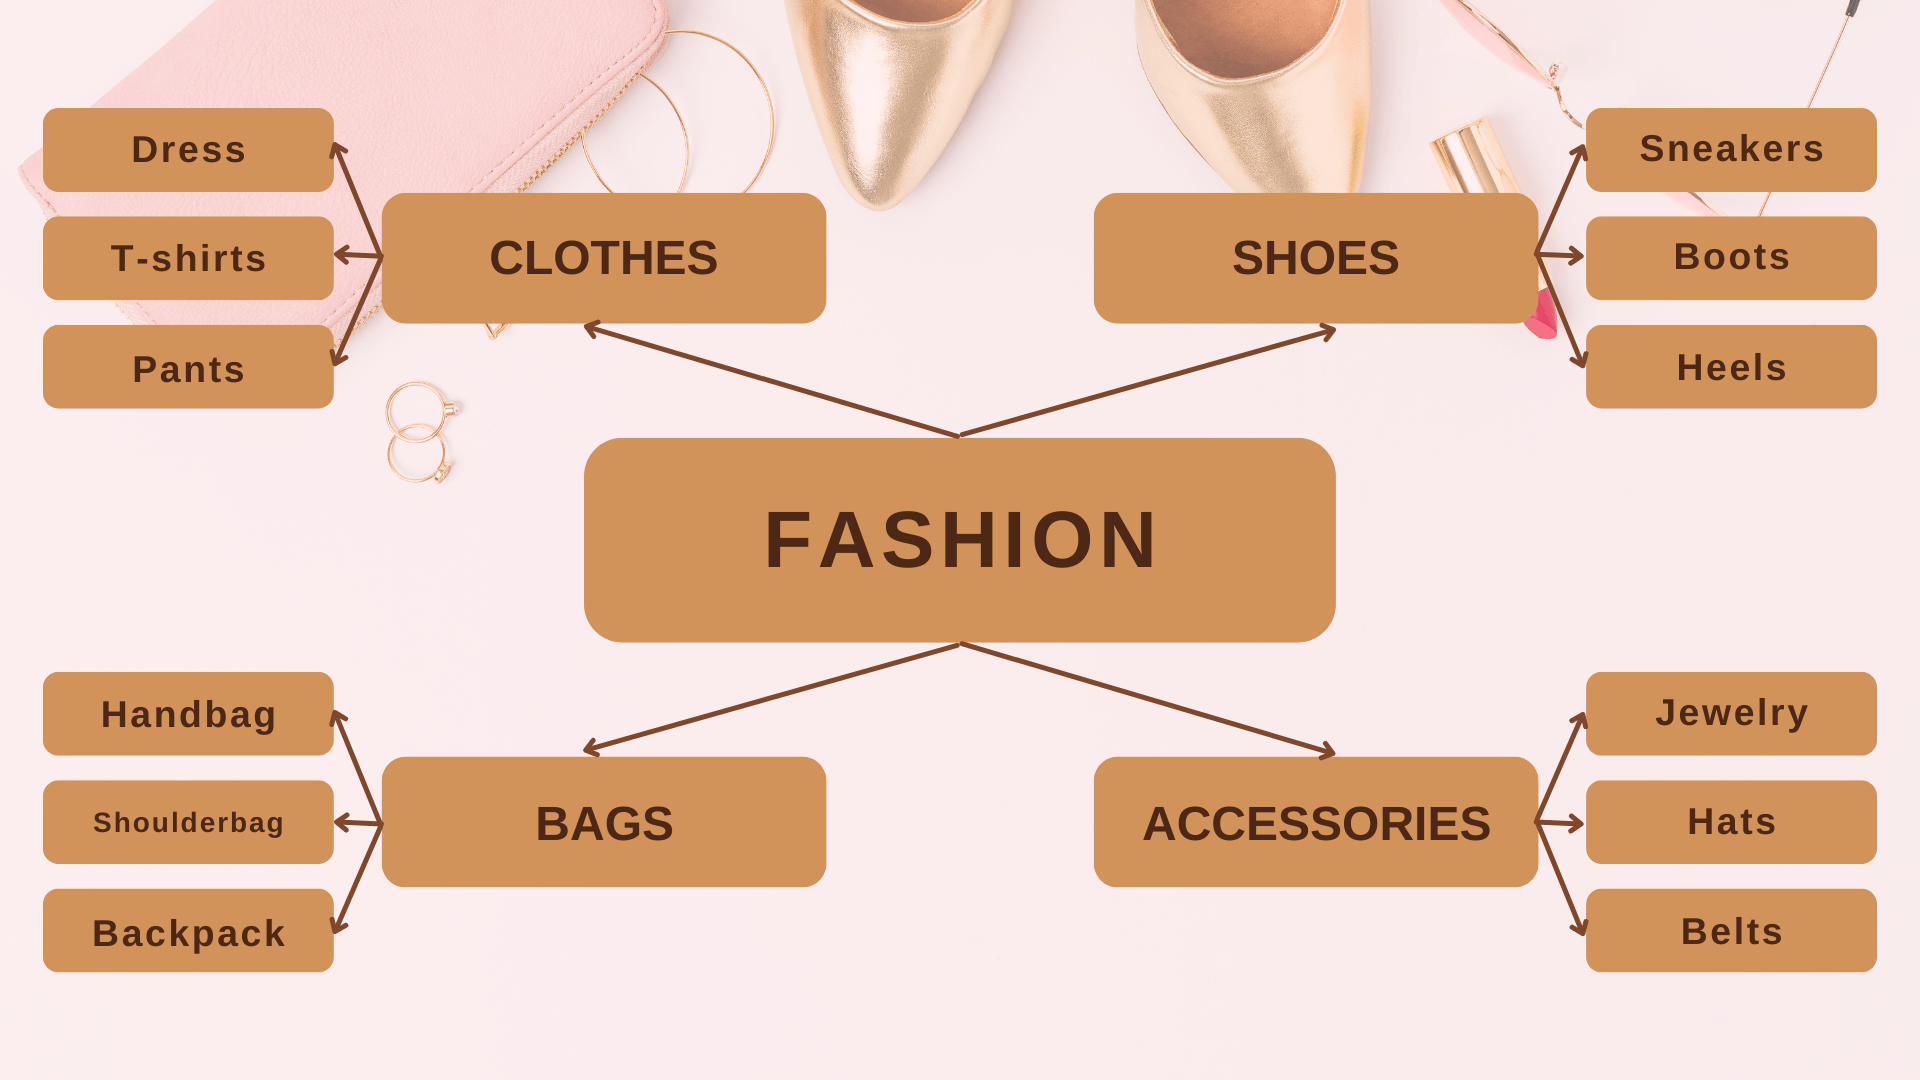 FASHION
CLOTHES
Dress
T-shirts
Pants
SHOES
Sneakers
Boots
Heels
BAGS
Handbag
Shoulderbag
Backpack
ACCESSORIES
Jewelry
Hats
Belts